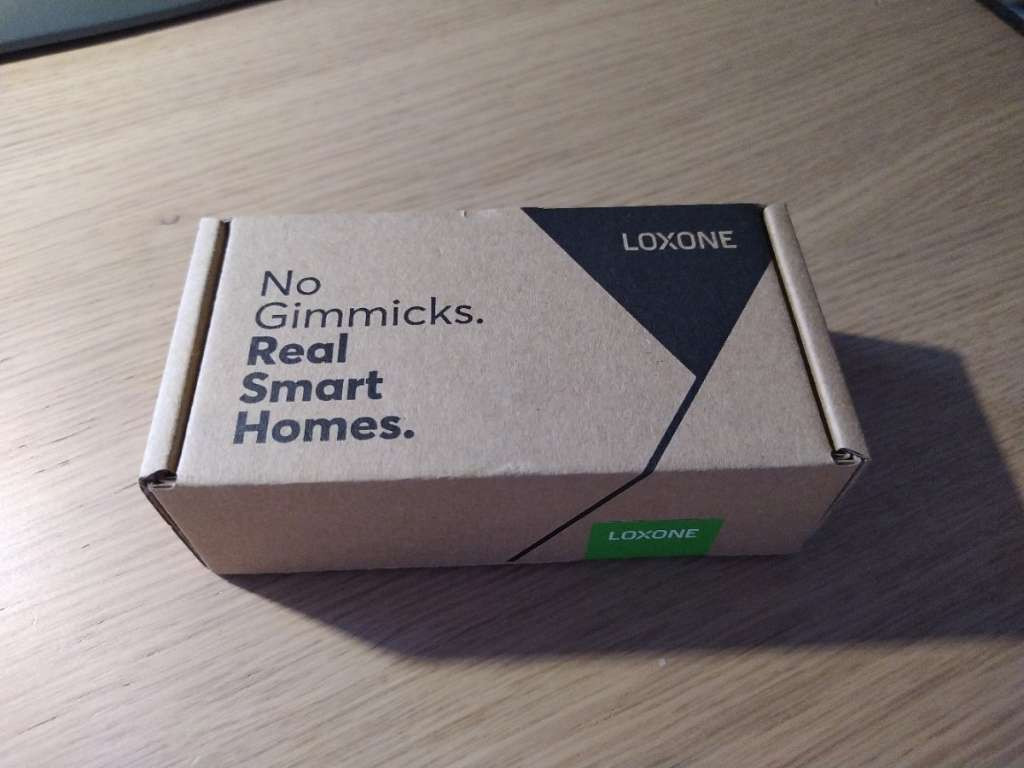 LOXONE
No
Gimmicks.
Real
Smart
Homes.
LOXONE